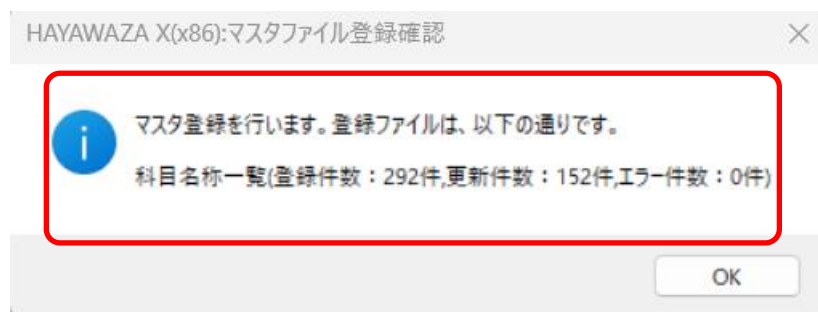 HAYAWAZA X(x86):マスタファイル登録確認
マスタ登録を行います。登録ファイルは、以下の通りです。
科目名称一覧(登録件数：292件,更新件数：152件,エラー件数：0件)
OK